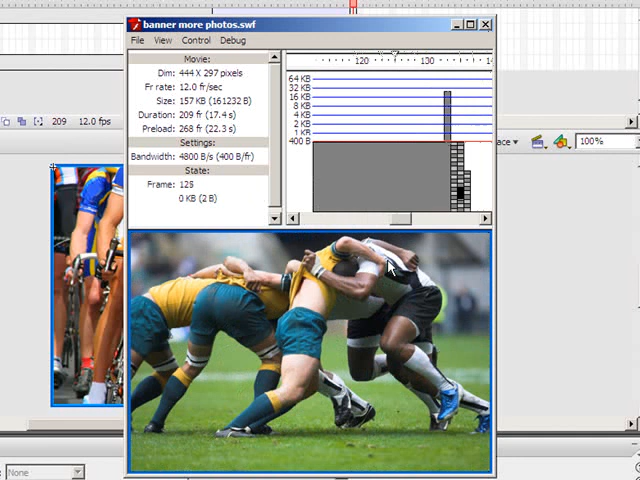 banner more photos.swf
File View Control Debug
Movie:
Dim: 444 X 297 pixels
Fr rate: 12.0 fr/sec
Size: 157 KB (161232 B)
Duration: 209 fr (17.4 s)
Preload: 268 fr (22.3 s)
Settings:
Bandwidth: 4800 B/s (400 B/fr)
State:
Frame: 125
0 KB (2 B)
120 130 14
64 KB
32 KB
16 KB
8 KB
4 KB
2 KB
1 KB
400 B
209 12.0 fps
ace
100%
None